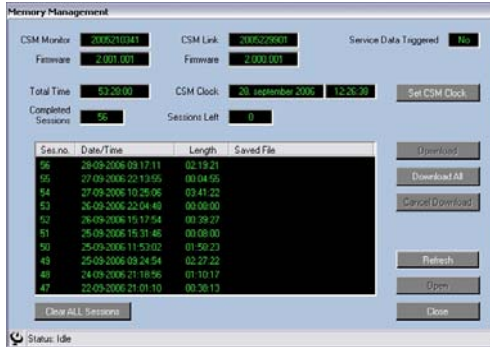 Memory Management
CSM Monitor 2005210341 CSM Link 2005229901 Service Data Triggered No
Firmware 2.001.001 Firmware 2.000.001
Total Time 53:28:00 CSM Clock 28. september 2006 12:26:38 Set CSM Clock
Completed Sessions 56 Sessions Left 0
Ses.no. Date/Time Length Saved File
56 28-09-2006 09.17.11 02:19:21
55 27-09-2006 22:13:55 00:04:55
54 27-09-2006 10:25:06 03:41:22
53 26-09-2006 22:04:48 00:08:00
52 26-09-2006 15:17:54 00:39:27
51 25-09-2006 15:31:46 00:08:00
50 25-09-2006 11:53:02 01:58:23
49 25-09-2006 09:24:54 02:27:22
48 24-09-2006 21:18:56 01:10:17
47 22-09-2006 21:01:10 00:38:13
Download All
Cancel Download
Refresh
Open
Clear ALL Sessions Close
Status: Idle